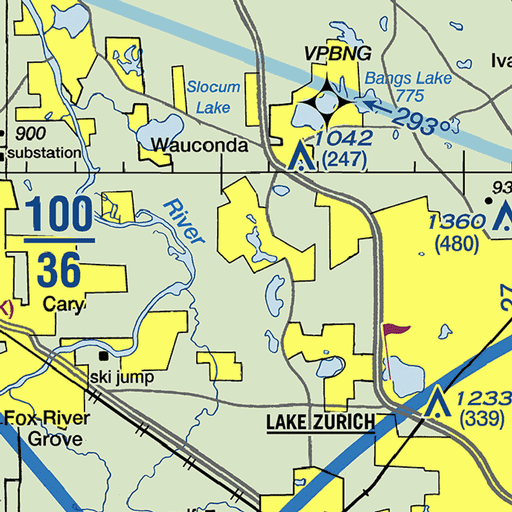 VPBNG
Iva
Slocum
Lake
Bangs Lake
775
293°
900
substation
Wauconda
1042
(247)
93
1360
(480)
100
36
River
27
K)
Cary
ski jump
1233
(339)
Fox River
Grove
LAKE ZURICH